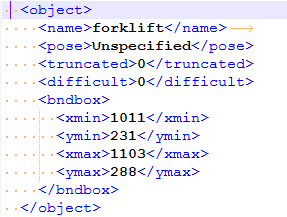 <object>
<name>forklift</name>
<pose>Unspecified</pose>
<truncated>0</truncated>
<difficult>0</difficult>
<bndbox>
<xmin>1011</xmin>
<ymin>231</ymin>
<xmax>1103</xmax>
<ymax>288</ymax>
</bndbox>
</object>